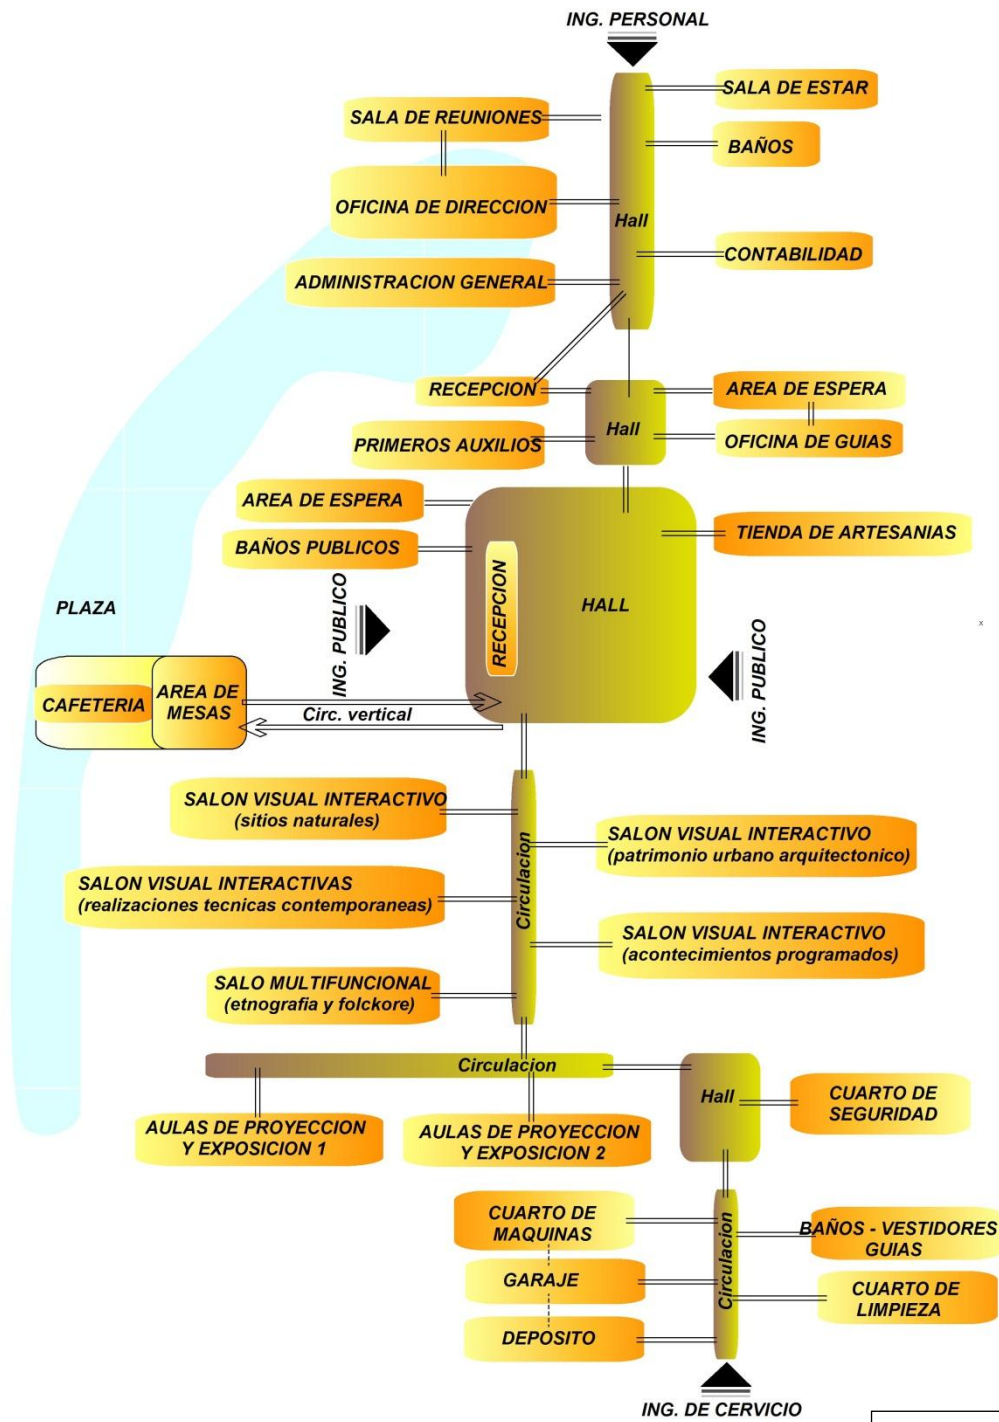 ING. PERSONAL
SALA DE ESTAR
SALA DE REUNIONES
BAÑOS
OFICINA DE DIRECCION
Hall
CONTABILIDAD
ADMINISTRACION GENERAL
RECEPCION
AREA DE ESPERA
Hall
PRIMEROS AUXILIOS
OFICINA DE GUIAS
AREA DE ESPERA
TIENDA DE ARTESANIAS
BAÑOS PUBLICOS
PLAZA
ING. PUBLICO
RECEPCION
HALL
x
ING. PUBLICO
CAFETERIA
AREA DE
MESAS
Circ. vertical
SALON VISUAL INTERACTIVO
(sitios naturales)
Circulacion
SALON VISUAL INTERACTIVO
(patrimonio urbano arquitectonico)
SALON VISUAL INTERACTIVAS
(realizaciones tecnicas contemporaneas)
SALON VISUAL INTERACTIVO
(acontecimientos programados)
SALO MULTIFUNCIONAL
(etnografia y folckore)
Circulacion
Hall
CUARTO DE
SEGURIDAD
AULAS DE PROYECCION
Y EXPOSICION 1
AULAS DE PROYECCION
Y EXPOSICION 2
CUARTO DE
MAQUINAS
Circulacion
BAÑOS - VESTIDORES
GUIAS
GARAJE
CUARTO DE
LIMPIEZA
DEPOSITO
ING. DE CERVICIO